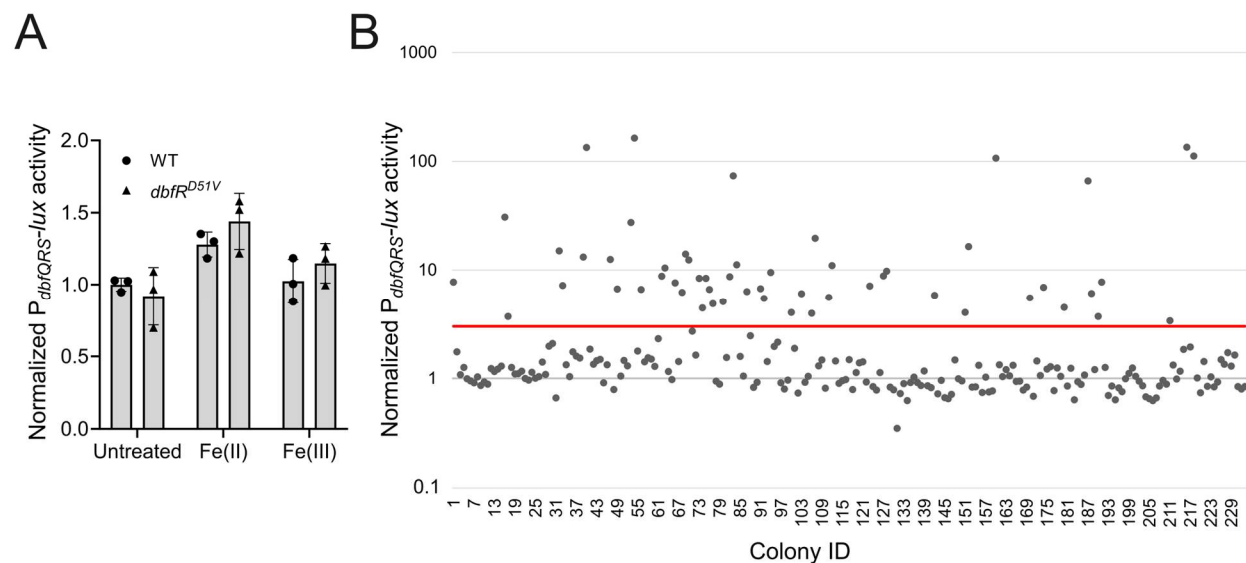 A
Normalized PdbfQRS-lux activity
2.0
1.5
1.0
0.5
0.0
WT
dbfRD51V
Untreated Fe(II) Fe(III)
B
Normalized PdbfQRS-lux activity
1000
100
10
1
0.1
1 7 13 19 25 31 37 43 49 55 61 67 73 79 85 91 97 103 109 115 121 127 133 139 145 151 157 163 169 175 181 187 193 199 205 211 217 223 229
Colony ID